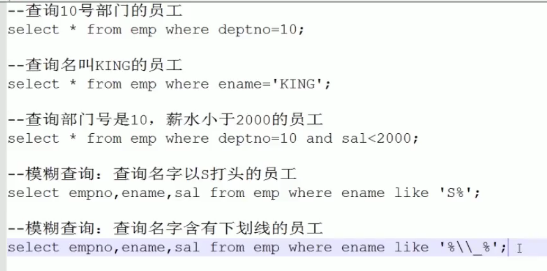 --查询10号部门的员工
select * from emp where deptno=10;
--查询名叫KING的员工
select * from emp where ename='KING';
--查询部门号是10，薪水小于2000的员工
select * from emp where deptno=10 and sal<2000;
--模糊查询：查询名字以S打头的员工
select empno,ename,sal from emp where ename like 'S%';
--模糊查询：查询名字含有下划线的员工
select empno,ename,sal from emp where ename like '%\\_%';